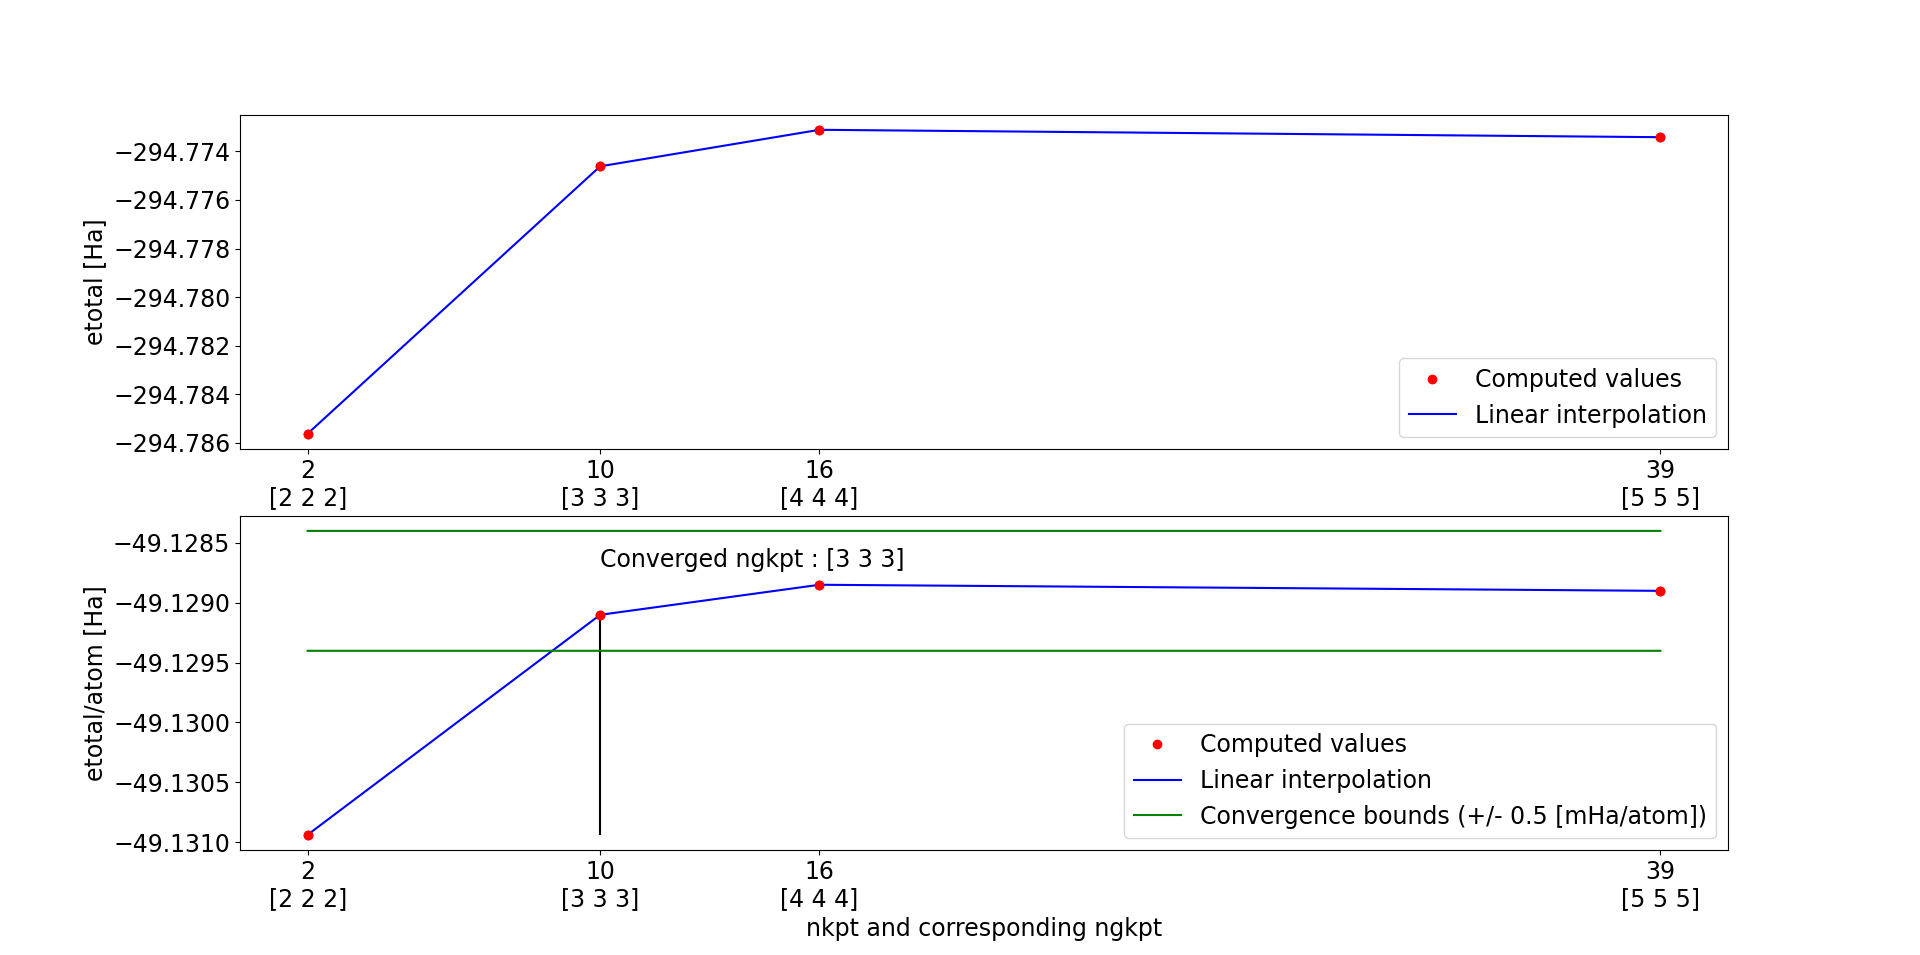 etotal [Ha]
−294.774
−294.776
−294.778
−294.780
−294.782
−294.784
−294.786
Computed values
Linear interpolation
2 10 16 39
[2 2 2] [3 3 3] [4 4 4] [5 5 5]
etotal/atom [Ha]
−49.1285
−49.1290
−49.1295
−49.1300
−49.1305
−49.1310
Converged ngkpt : [3 3 3]
Computed values
Linear interpolation
Convergence bounds (+/- 0.5 [mHa/atom])
2 10 16 39
[2 2 2] [3 3 3] [4 4 4] [5 5 5]
nkpt and corresponding ngkpt